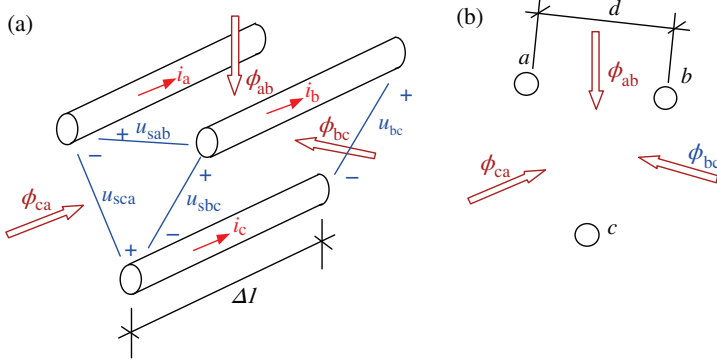 (a)
i_a
ϕ_ab
i_b
+ u_sab
−
+
ϕ_bc
u_bc
−
ϕ_ca
u_sca
+
+
u_sbc
−
i_c
Δl
(b)
d
a
b
ϕ_ab
ϕ_ca
ϕ_bc
c